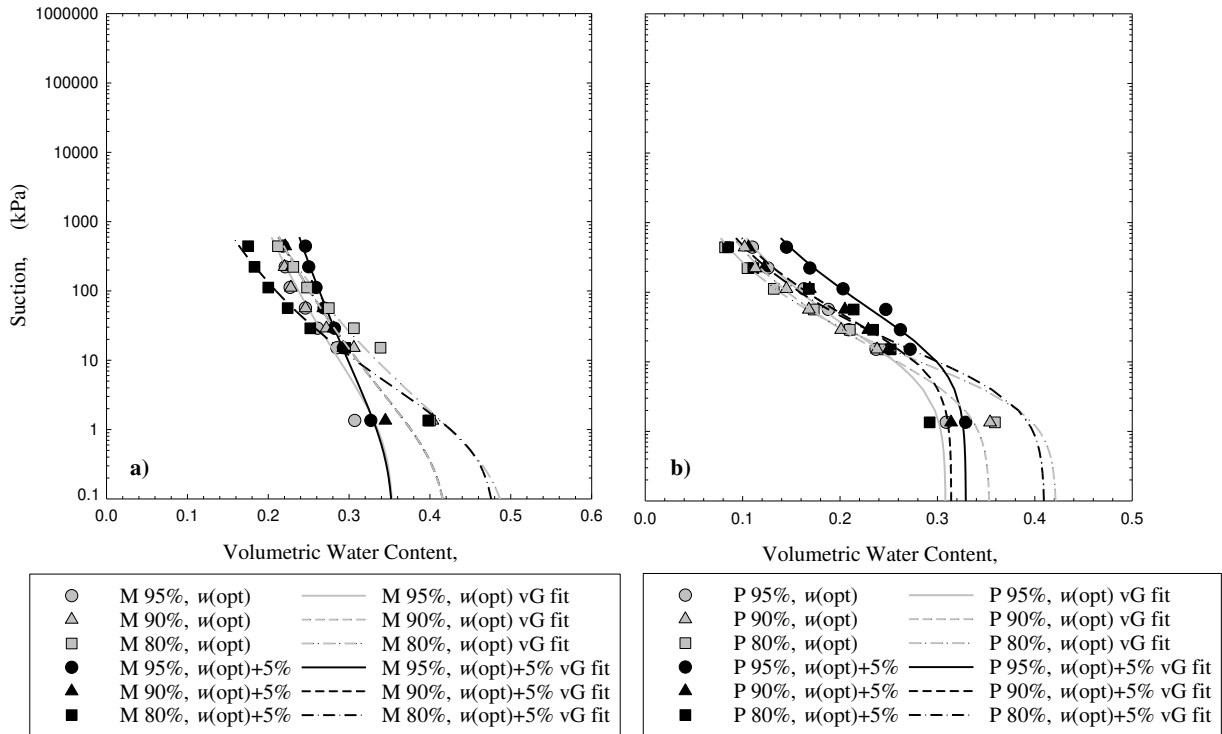 1000000
100000
10000
1000
100
10
1
0.1
Suction, (kPa)
a)
0.0 0.2 0.3 0.4 0.5 0.6
Volumetric Water Content,
b)
0.0 0.1 0.2 0.3 0.4 0.5
Volumetric Water Content,
M 95%, w(opt) M 95%, w(opt) vG fit
M 90%, w(opt) M 90%, w(opt) vG fit
M 80%, w(opt) M 80%, w(opt) vG fit
M 95%, w(opt)+5% M 95%, w(opt)+5% vG fit
M 90%, w(opt)+5% M 90%, w(opt)+5% vG fit
M 80%, w(opt)+5% M 80%, w(opt)+5% vG fit
P 95%, w(opt) P 95%, w(opt) vG fit
P 90%, w(opt) P 90%, w(opt) vG fit
P 80%, w(opt) P 80%, w(opt) vG fit
P 95%, w(opt)+5% P 95%, w(opt)+5% vG fit
P 90%, w(opt)+5% P 90%, w(opt)+5% vG fit
P 80%, w(opt)+5% P 80%, w(opt)+5% vG fit